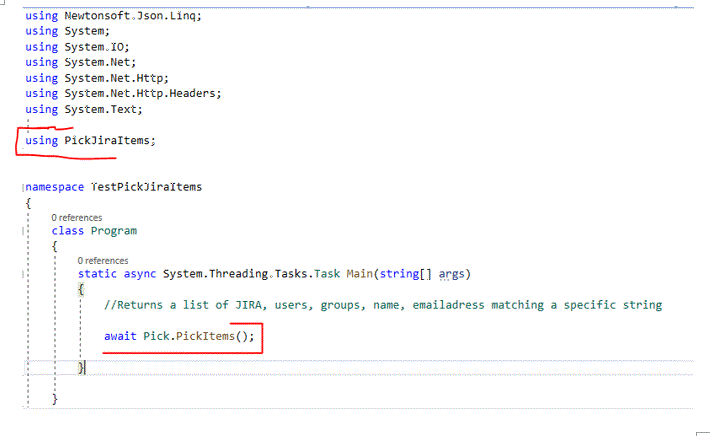 using Newtonsoft.Json.Linq;
using System;
using System.IO;
using System.Net;
using System.Net.Http;
using System.Net.Http.Headers;
using System.Text;
using PickJiraItems;
namespace TestPickJiraItems
{
0 references
class Program
{
0 references
static async System.Threading.Tasks.Task Main(string[] args)
{
//Returns a list of JIRA, users, groups, name, emailadress matching a specific string
await Pick.PickItems();
}
}